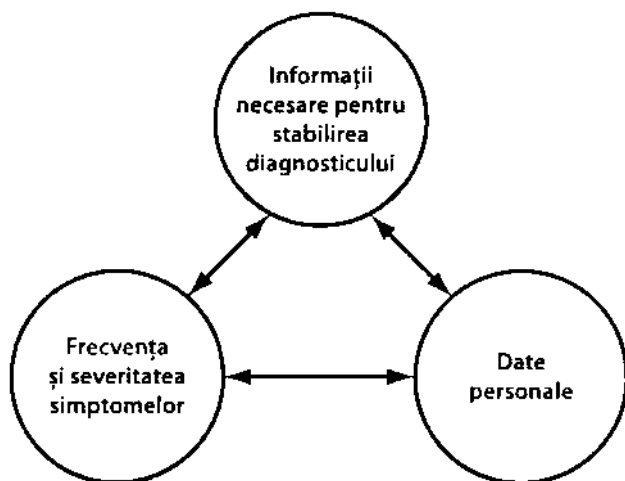 Informații
necesare pentru
stabilirea
diagnosticului
Frecvența
și severitatea
simptomelor
Date
personale